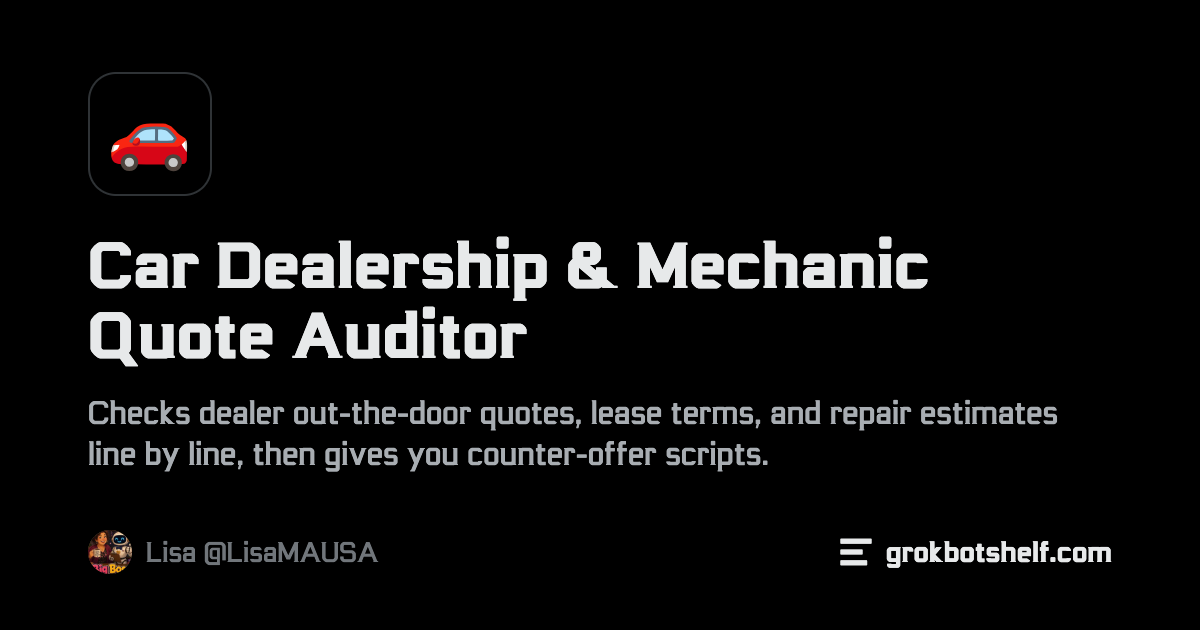 Car Dealership & Mechanic
Quote Auditor
Checks dealer out-the-door quotes, lease terms, and repair estimates
line by line, then gives you counter-offer scripts.
Lisa @LisaMAUSA
grokbotshelf.com